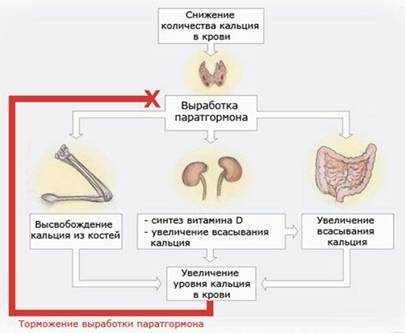 Снижение
количества кальция
в крови
X
Выработка
паратгормона
Высвобождение
кальция из костей
- синтез витамина D
- увеличение всасывания
кальция
Увеличение
всасывания
кальция
Увеличение
уровня кальция
в крови
Торможение выработки паратгормона